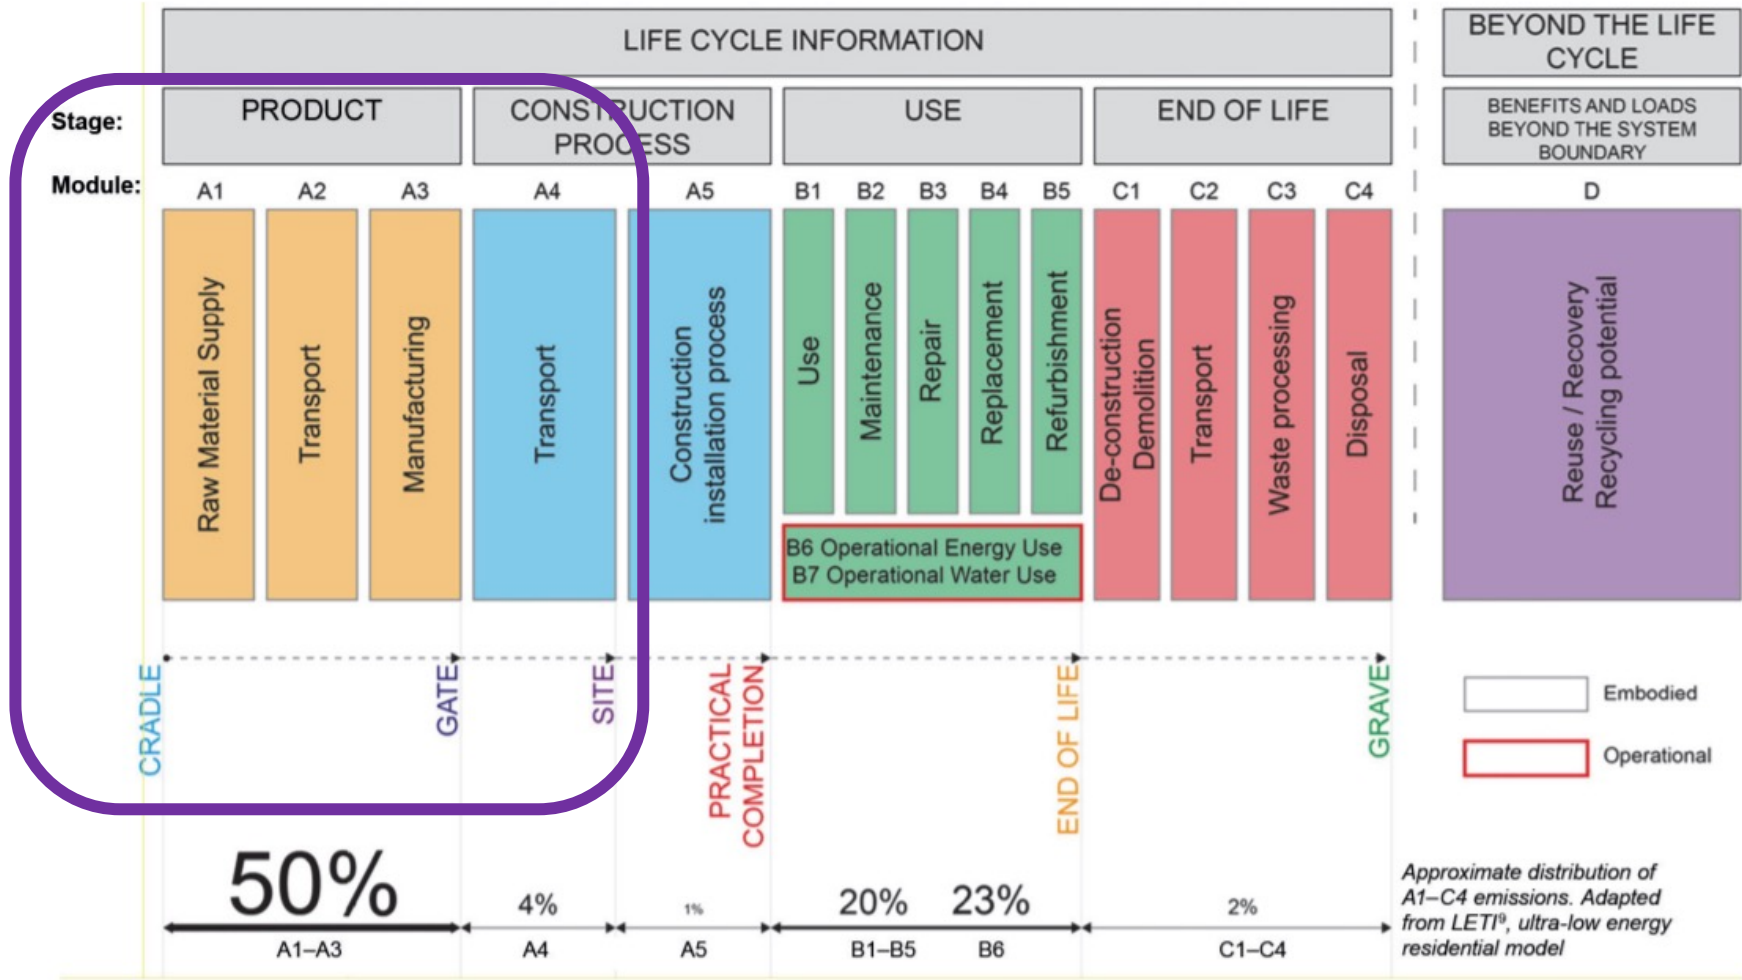 LIFE CYCLE INFORMATION
BEYOND THE LIFE
CYCLE
Stage:
PRODUCT
CONSTRUCTION
PROCESS
USE
END OF LIFE
BENEFITS AND LOADS
BEYOND THE SYSTEM
BOUNDARY
Module:
A1
A2
A3
A4
A5
B1
B2
B3
B4
B5
C1
C2
C3
C4
D
Raw Material Supply
Transport
Manufacturing
Transport
Construction
installation process
Use
Maintenance
Repair
Replacement
Refurbishment
B6 Operational Energy Use
B7 Operational Water Use
De-construction
Demolition
Transport
Waste processing
Disposal
Reuse / Recovery
Recycling potential
CRADLE
GATE
SITE
PRACTICAL
COMPLETION
END OF LIFE
GRAVE
Embodied
Operational
50%
4%
1%
20%
23%
2%
A1–A3
A4
A5
B1–B5
B6
C1–C4
Approximate distribution of
A1–C4 emissions. Adapted
from LETI⁹, ultra-low energy
residential model